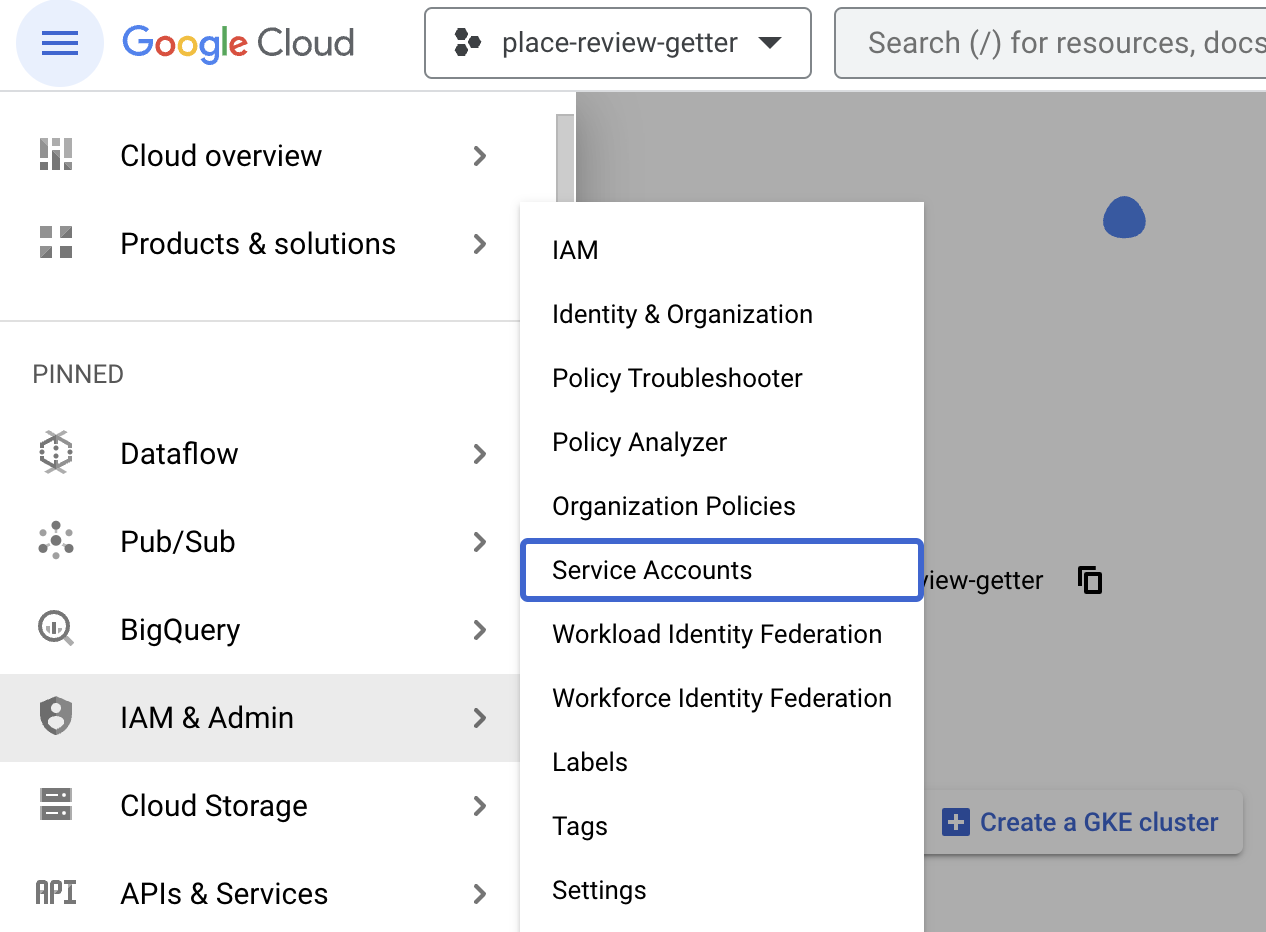 Google Cloud
place-review-getter
Search (/) for resources, docs
Cloud overview
Products & solutions
PINNED
Dataflow
Pub/Sub
BigQuery
IAM & Admin
Cloud Storage
API APIs & Services
IAM
Identity & Organization
Policy Troubleshooter
Policy Analyzer
Organization Policies
Service Accounts
Workload Identity Federation
Workforce Identity Federation
Labels
Tags
Settings
view-getter
Create a GKE cluster